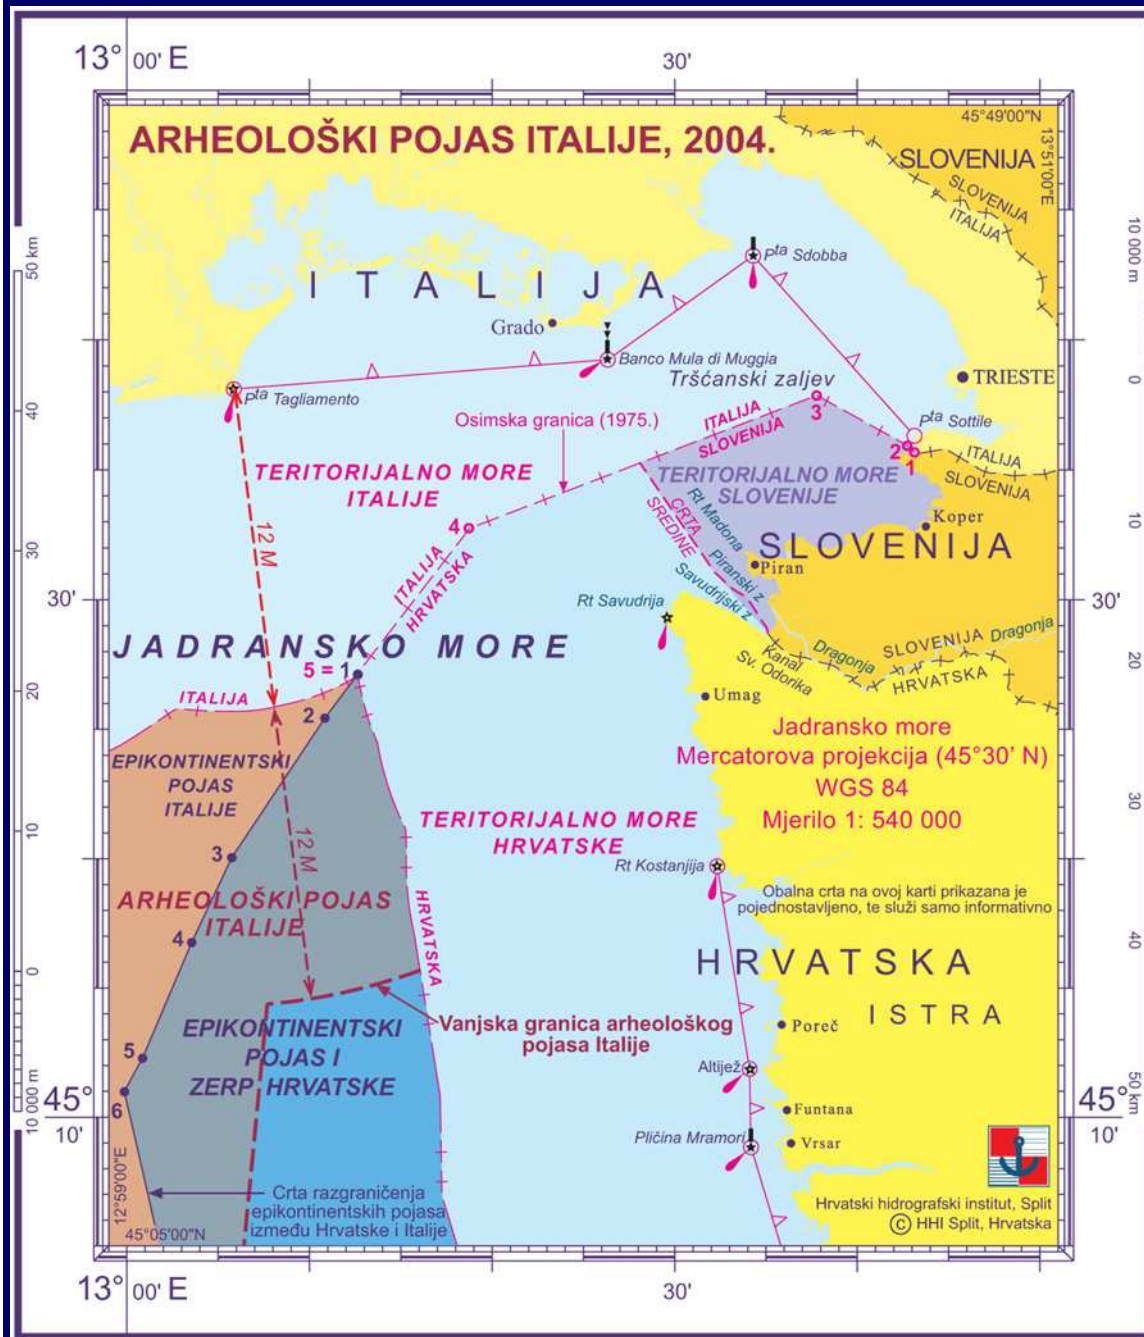 13° 00' E
30'
ARHEOLOŠKI POJAS ITALIJE, 2004.
45°49'00"N
13°51'00"E
SLOVENIJA
SLOVENIJA
ITALIJA
50 km
10 000 m
Pta Sdobba
ITALIJA
Grado
Banco Mula di Muggia
Tršćanski zaljev
TRIESTE
0
40
Pta Tagliamento
3
Pta Sottile
Osimska granica (1975.)
ITALIJA
SLOVENIJA
2
1
ITALIJA
SLOVENIJA
TERITORIJALNO MORE
ITALIJE
TERITORIJALNO MORE
SLOVENIJE
CRTA
SREDINE
Rt Madona
Piranski z
Savudrijski z
Koper
SLOVENIJA
Piran
10
4
12 M
30
ITALIJA
HRVATSKA
30'
30'
Rt Savudrija
JADRANSKO MORE
SLOVENIJA
HRVATSKA
Dragonja
Dragonja
Kanal
Sv. Odorika
20
5 = 1
ITALIJA
20
2
Umag
Jadransko more
Mercatorova projekcija (45°30' N)
WGS 84
Mjerilo 1: 540 000
EPIKONTINENTSKI
POJAS
ITALIJE
30
10
12 M
TERITORIJALNO MORE
HRVATSKE
3
Rt Kostanjija
Obalna crta na ovoj karti prikazana je
pojednostavljeno, te služi samo informativno
ARHEOLOŠKI POJAS
ITALIJE
HRVATSKA
4
40
HRVATSKA
ISTRA
0
EPIKONTINENTSKI
POJAS I
ZERP HRVATSKE
Vanjska granica arheološkog
pojasa Italije
Poreč
5
Altijež
6
10 000 m
50 km
45°
10'
45°
10'
Funtana
Pličina Mramori
Vrsar
12°59'00"E
45°05'00"N
Crta razgraničenja
epikontinentskih pojasa
između Hrvatske i Italije
Hrvatski hidrografski institut, Split
© HHI Split, Hrvatska
13° 00' E
30'